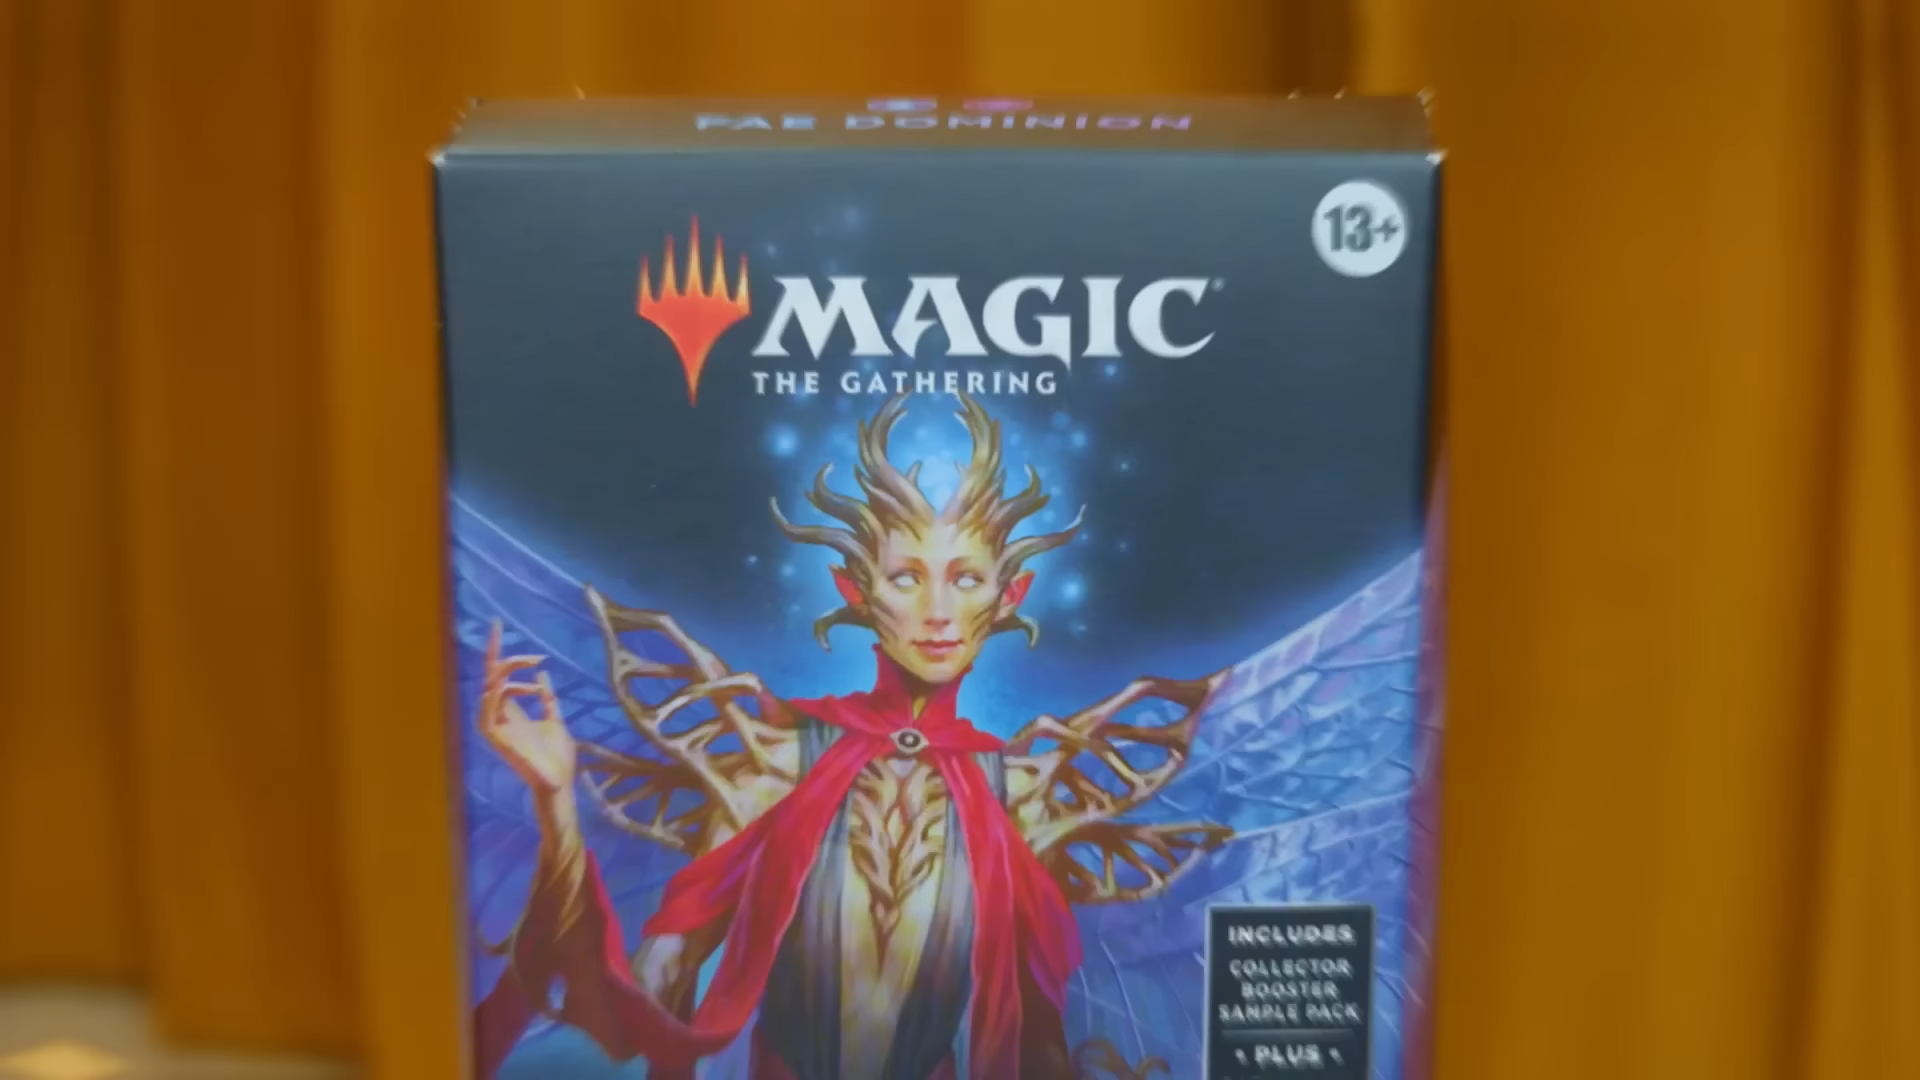 FAE DOMINION
13+
MAGIC
THE GATHERING
INCLUDES
COLLECTOR
BOOSTER
SAMPLE PACK
• PLUS •